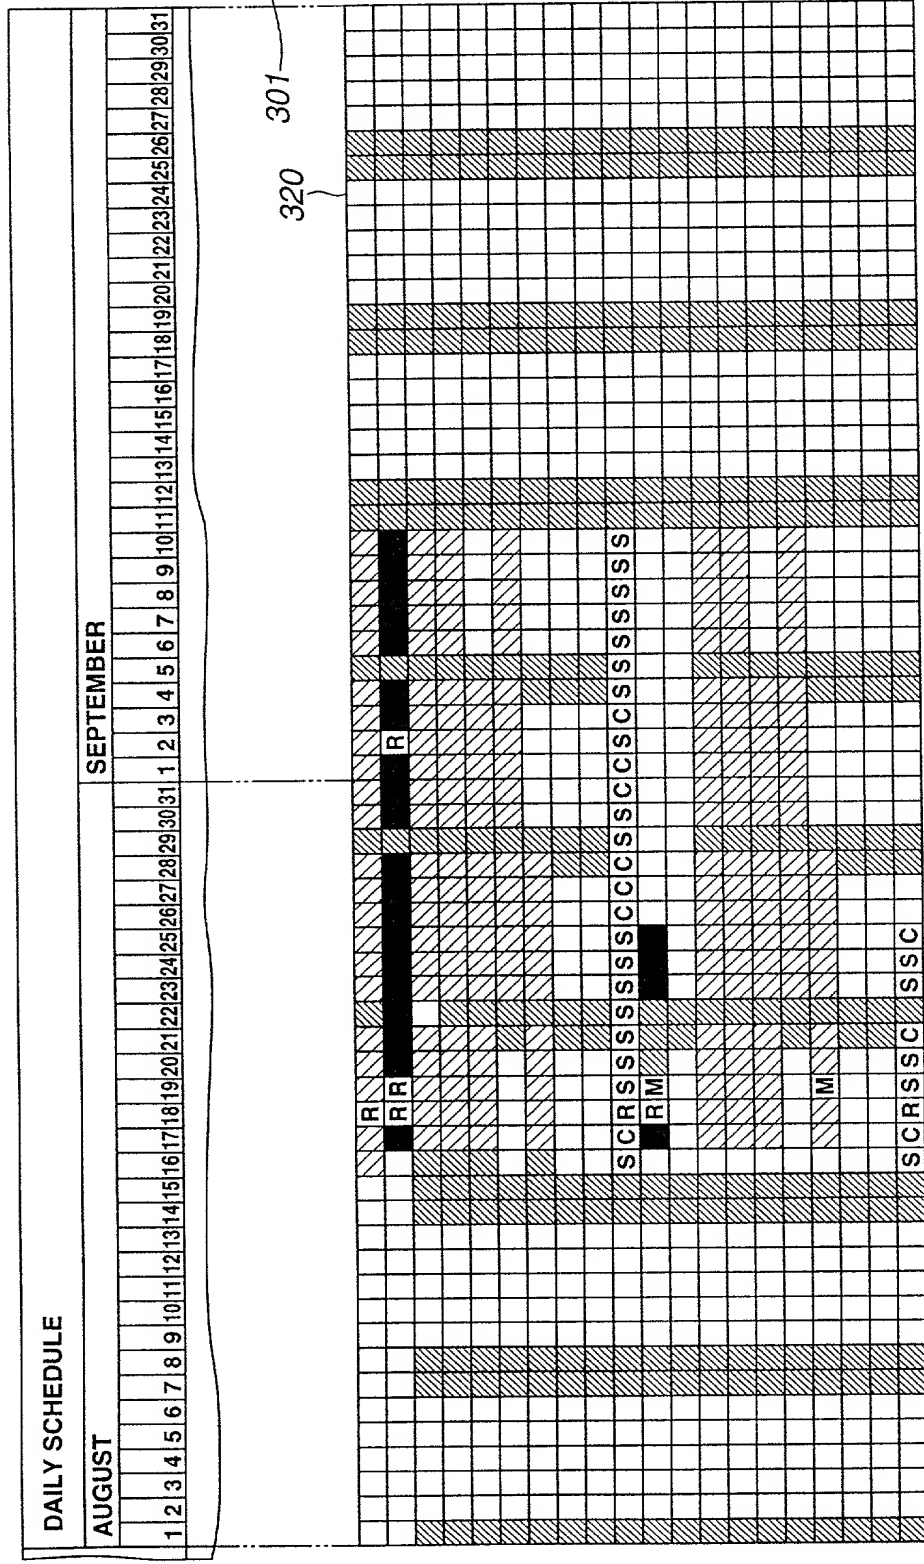 DAILY SCHEDULE
AUGUST SEPTEMBER
1 2 3 4 5 6 7 8 9 10 11 12 13 14 15 16 17 18 19 20 21 22 23 24 25 26 27 28 29 30 31 1 2 3 4 5 6 7 8 9 10 11 12 13 14 15 16 17 18 19 20 21 22 23 24 25 26 27 28 29 30 31
320 301
R
R R R
S C R S S S S S S S C C C S S C C S C S S S S S S S
R M
M
S C R S S C S S C